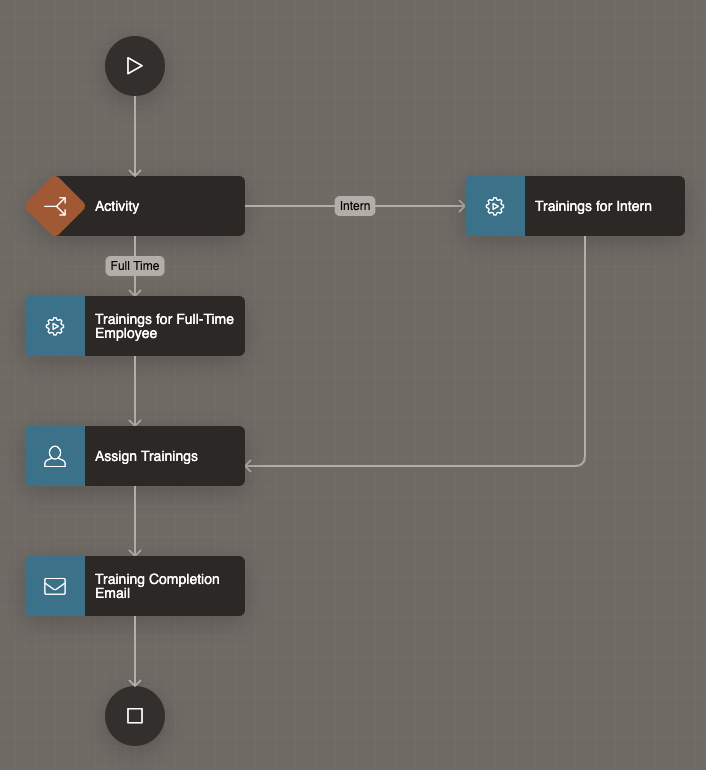 Activity
Intern
Trainings for Intern
Full Time
Trainings for Full-Time
Employee
Assign Trainings
Training Completion
Email